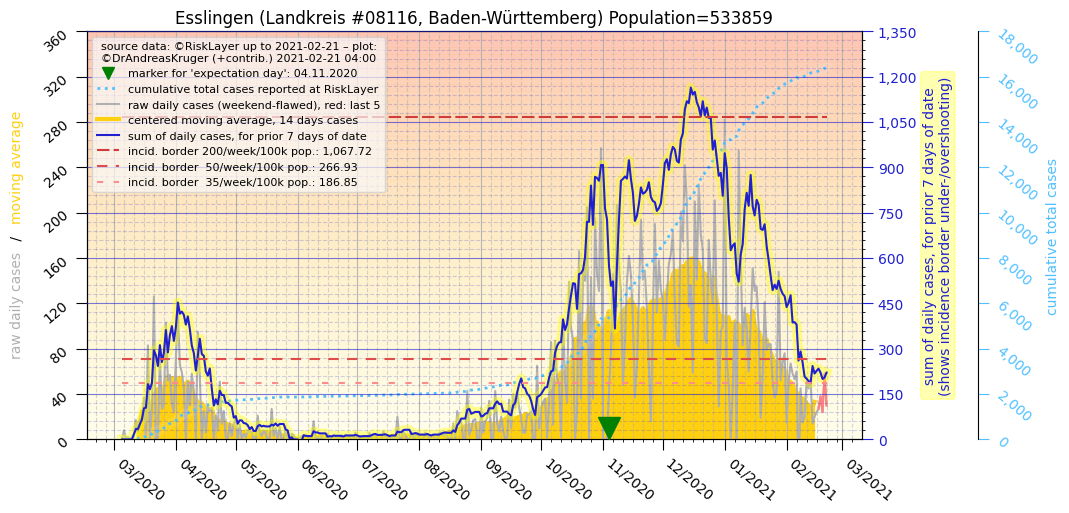 Esslingen (Landkreis #08116, Baden-Württemberg) Population=533859
source data: ©RiskLayer up to 2021-02-21 – plot:
©DrAndreasKruger (+contrib.) 2021-02-21 04:00
marker for 'expectation day': 04.11.2020
cumulative total cases reported at RiskLayer
raw daily cases (weekend-flawed), red: last 5
centered moving average, 14 days cases
sum of daily cases, for prior 7 days of date
incid. border 200/week/100k pop.: 1,067.72
incid. border  50/week/100k pop.: 266.93
incid. border  35/week/100k pop.: 186.85
raw daily cases  /  moving average
360
320
280
240
200
160
120
80
40
0
03/2020
04/2020
05/2020
06/2020
07/2020
08/2020
09/2020
10/2020
11/2020
12/2020
01/2021
02/2021
03/2021
1,350
1,200
1,050
900
750
600
450
300
150
0
sum of daily cases, for prior 7 days of date
(shows incidence border under-/overshooting)
18,000
16,000
14,000
12,000
10,000
8,000
6,000
4,000
2,000
0
cumulative total cases